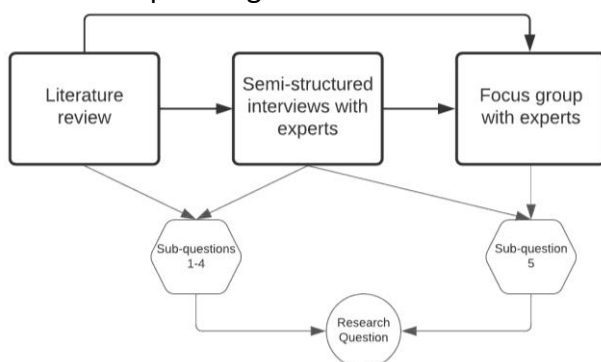 Literature
review
Semi-structured
interviews with
experts
Focus group
with experts
Sub-questions
1-4
Sub-question
5
Research
Question